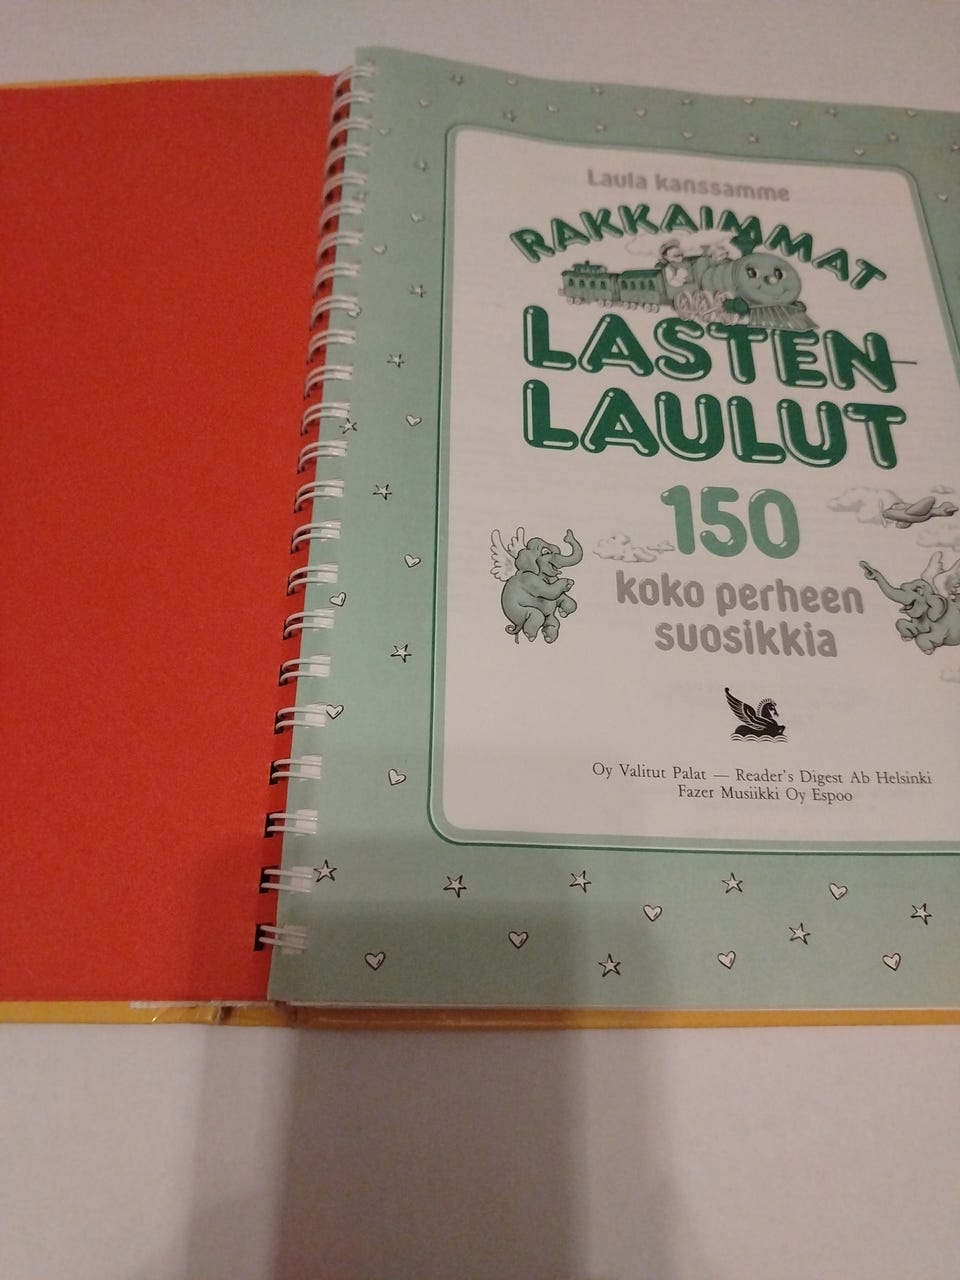 Laula kanssamme
RAKKAIMMAT
LASTEN-
LAULUT
150
koko perheen
suosikkia
Oy Valitut Palat — Reader's Digest Ab Helsinki
Fazer Musiikki Oy Espoo